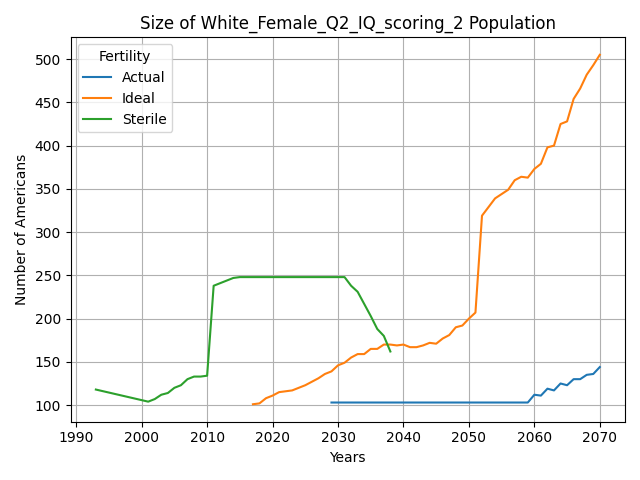 Size of White_Female_Q2_IQ_scoring_2 Population
Fertility
Actual
Ideal
Sterile
Number of Americans
500
450
400
350
300
250
200
150
100
1990 2000 2010 2020 2030 2040 2050 2060 2070
Years